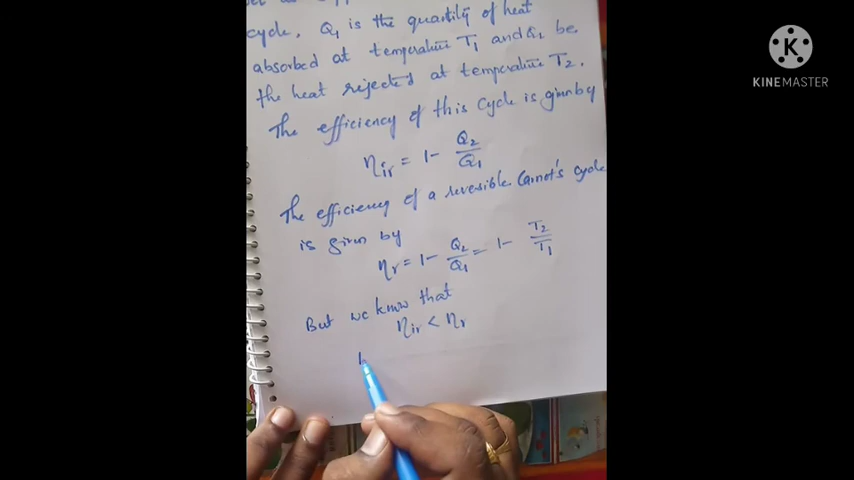 cycle. Q₁ is the quantity of heat
absorbed at temperature T₁ and Q₂ be
the heat rejected at temperature T₂.
The efficiency of this cycle is given by
ηir = 1 - Q₂/Q₁
The efficiency of a reversible Carnot's cycle
is given by
ηr = 1 - Q₂/Q₁ = 1 - T₂/T₁
But we know that
ηir < ηr
1
K
KINEMASTER